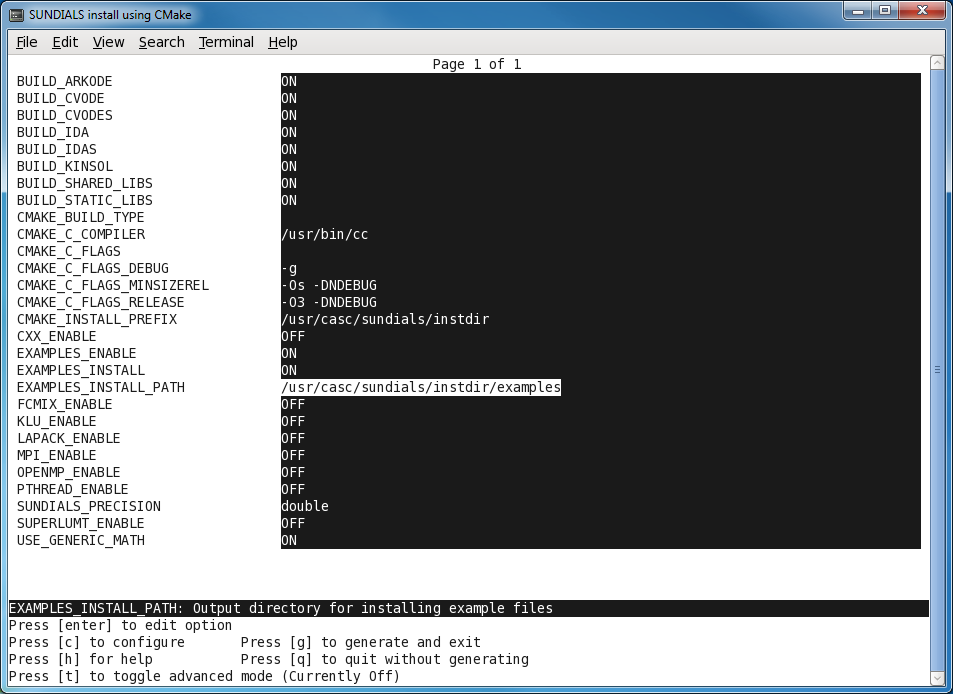 SUNDIALS install using CMake
File Edit View Search Terminal Help
Page 1 of 1
BUILD_ARKODE ON
BUILD_CVODE ON
BUILD_CVODES ON
BUILD_IDA ON
BUILD_IDAS ON
BUILD_KINSOL ON
BUILD_SHARED_LIBS ON
BUILD_STATIC_LIBS ON
CMAKE_BUILD_TYPE
CMAKE_C_COMPILER /usr/bin/cc
CMAKE_C_FLAGS
CMAKE_C_FLAGS_DEBUG -g
CMAKE_C_FLAGS_MINSIZEREL -Os -DNDEBUG
CMAKE_C_FLAGS_RELEASE -O3 -DNDEBUG
CMAKE_INSTALL_PREFIX /usr/casc/sundials/instdir
CXX_ENABLE OFF
EXAMPLES_ENABLE ON
EXAMPLES_INSTALL ON
EXAMPLES_INSTALL_PATH /usr/casc/sundials/instdir/examples
FCMIX_ENABLE OFF
KLU_ENABLE OFF
LAPACK_ENABLE OFF
MPI_ENABLE OFF
OPENMP_ENABLE OFF
PTHREAD_ENABLE OFF
SUNDIALS_PRECISION double
SUPERLUMT_ENABLE OFF
USE_GENERIC_MATH ON
EXAMPLES_INSTALL_PATH: Output directory for installing example files
Press [enter] to edit option
Press [c] to configure Press [g] to generate and exit
Press [h] for help Press [q] to quit without generating
Press [t] to toggle advanced mode (Currently Off)